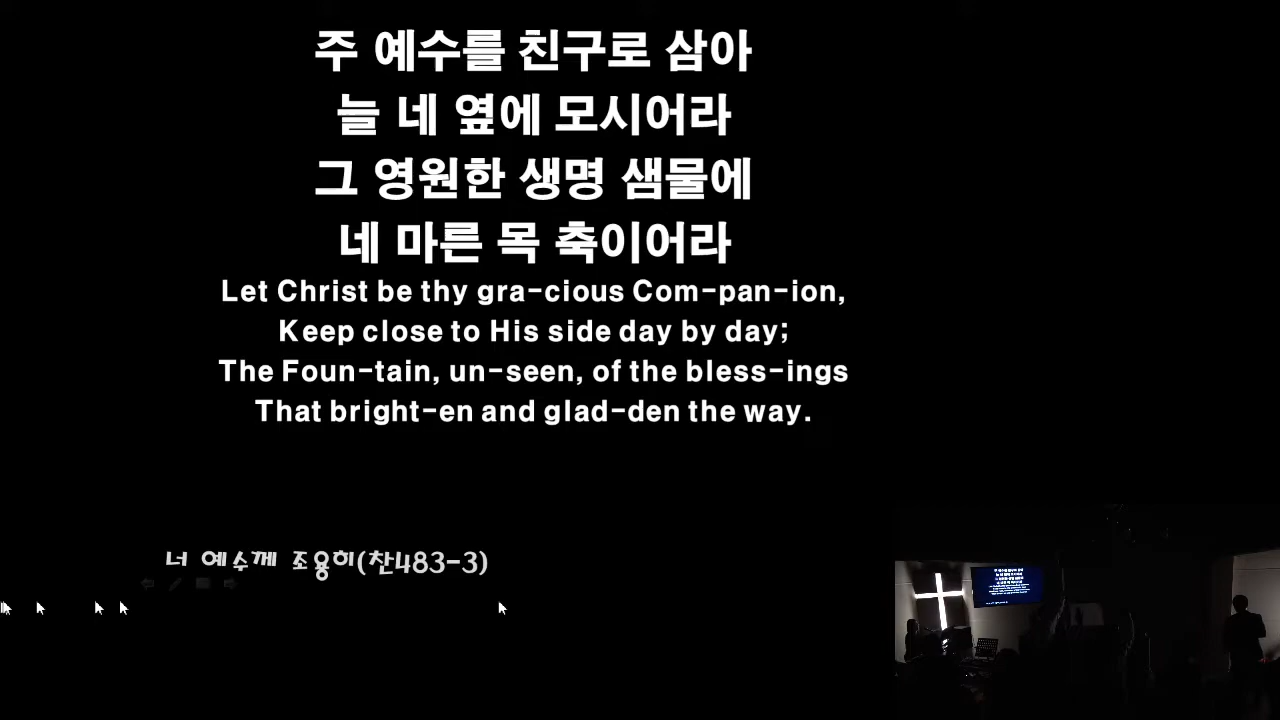 주 예수를 친구로 삼아
늘 네 옆에 모시어라
그 영원한 생명 샘물에
네 마른 목 축이어라
Let Christ be thy gra-cious Com-pan-ion,
Keep close to His side day by day;
The Foun-tain, un-seen, of the bless-ings
That bright-en and glad-den the way.
너 예수께 조용히(찬483-3)